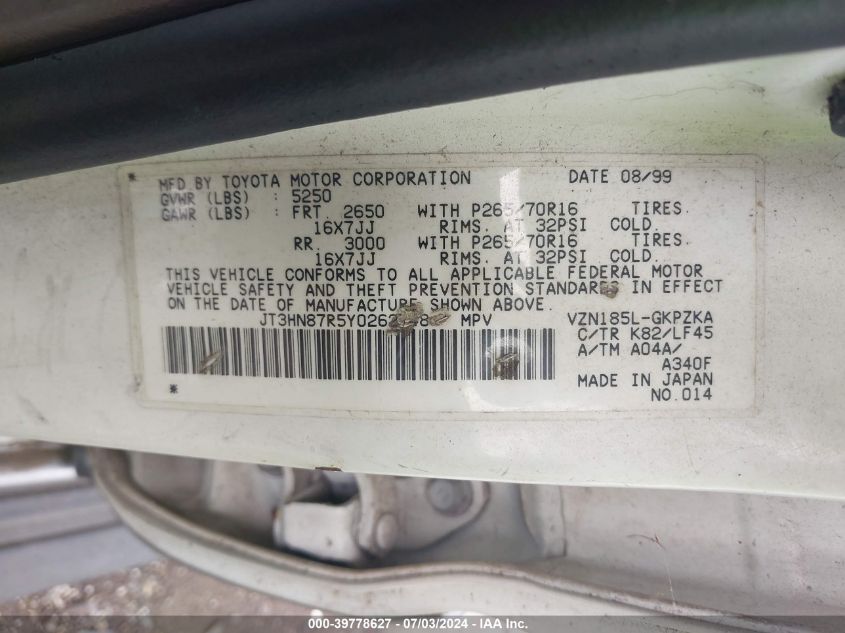 * MFD BY TOYOTA MOTOR CORPORATION DATE 08/99
GVWR (LBS) : 5250
GAWR (LBS) : FRT. 2650 WITH P265/70R16 TIRES.
16X7JJ RIMS. AT 32PSI COLD.
RR. 3000 WITH P265/70R16 TIRES.
16X7JJ RIMS. AT 32PSI COLD.
THIS VEHICLE CONFORMS TO ALL APPLICABLE FEDERAL MOTOR
VEHICLE SAFETY AND THEFT PREVENTION STANDARDS IN EFFECT
ON THE DATE OF MANUFACTURE SHOWN ABOVE.
MPV VZN185L-GKPZKA
C/TR K82/LF45
A/TM A04A/
A340F
* MADE IN JAPAN
NO.014
000-39778627 - 07/03/2024 - IAA Inc.